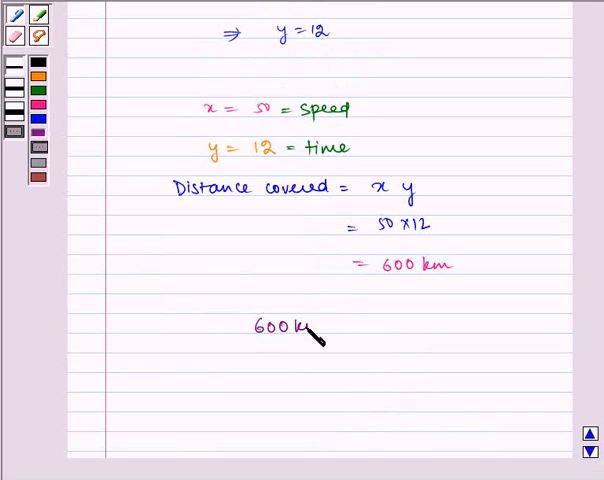 ⇒ y = 12
x = 50 = speed
y = 12 = time
Distance covered = x y
= 50 × 12
= 600 km
600 k